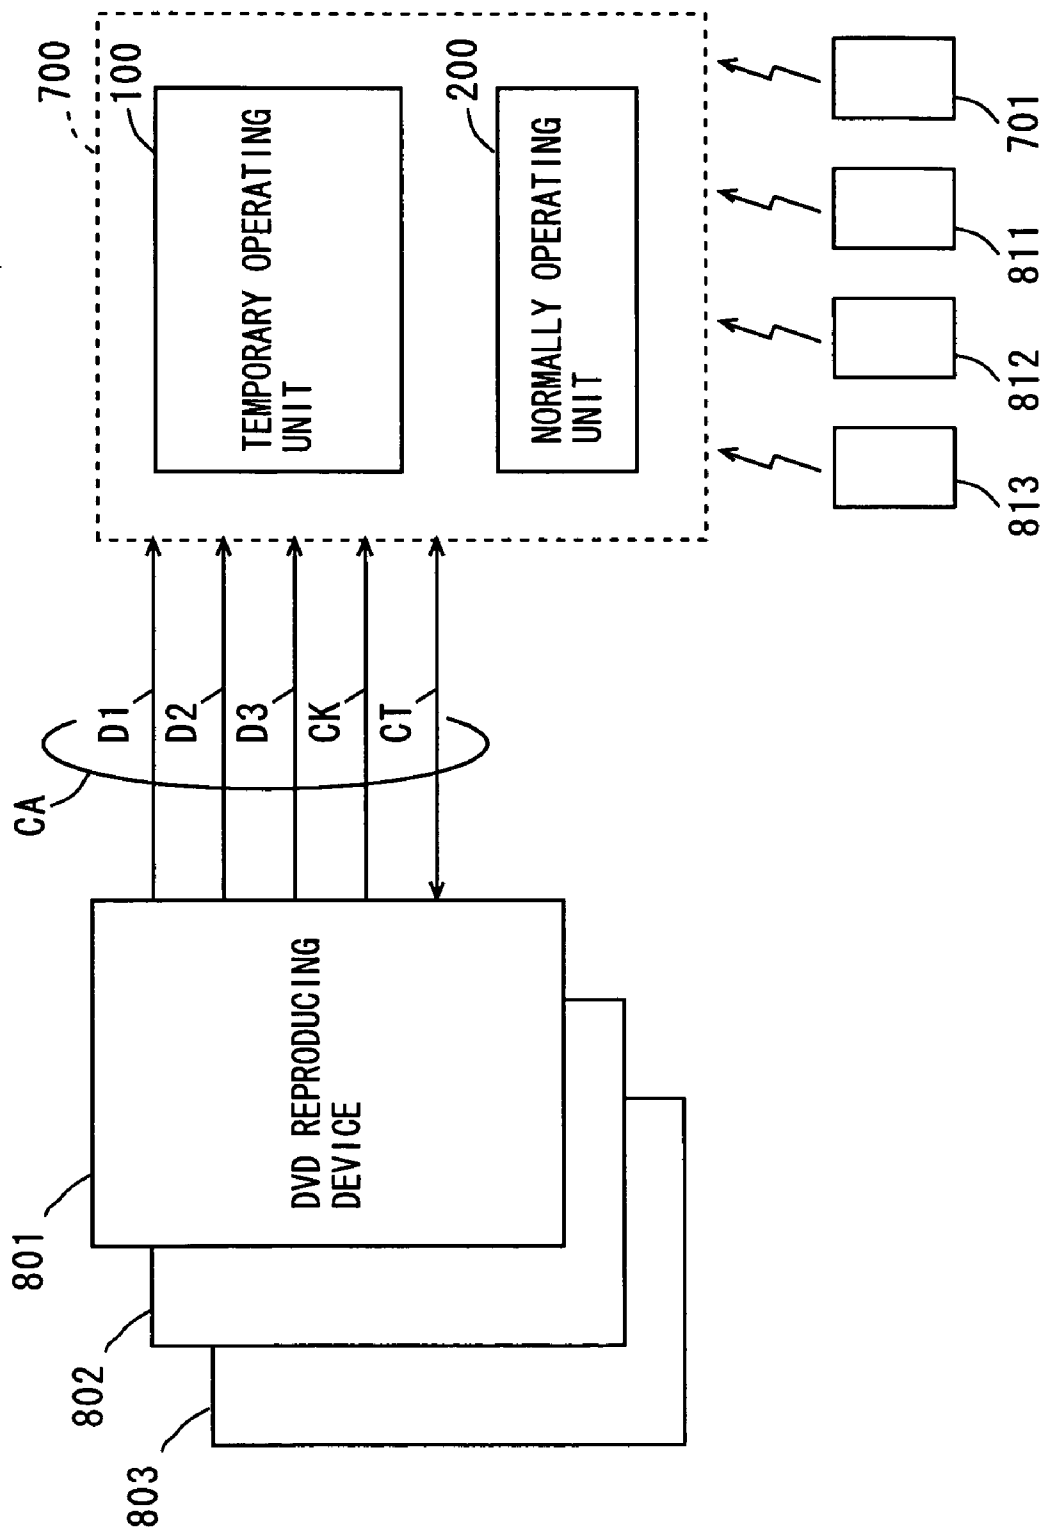 700
100
TEMPORARY OPERATING
UNIT
200
NORMALLY OPERATING
UNIT
701
811
812
813
CA
D1
D2
D3
CK
CT
801
DVD REPRODUCING
DEVICE
802
803